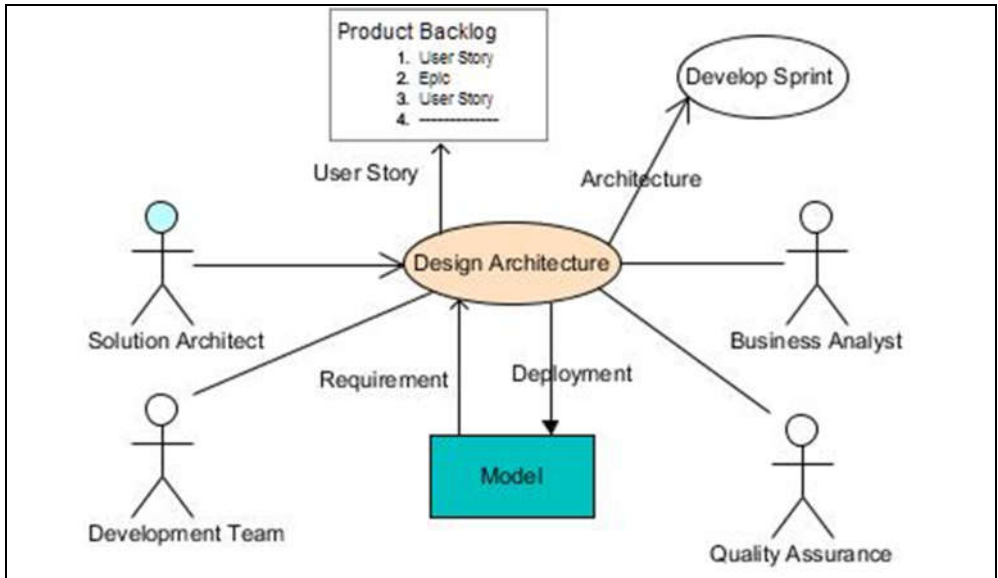 Product Backlog
1. User Story
2. Epic
3. User Story
4. -------------
Develop Sprint
User Story
Architecture
Design Architecture
Solution Architect
Business Analyst
Requirement
Deployment
Model
Development Team
Quality Assurance